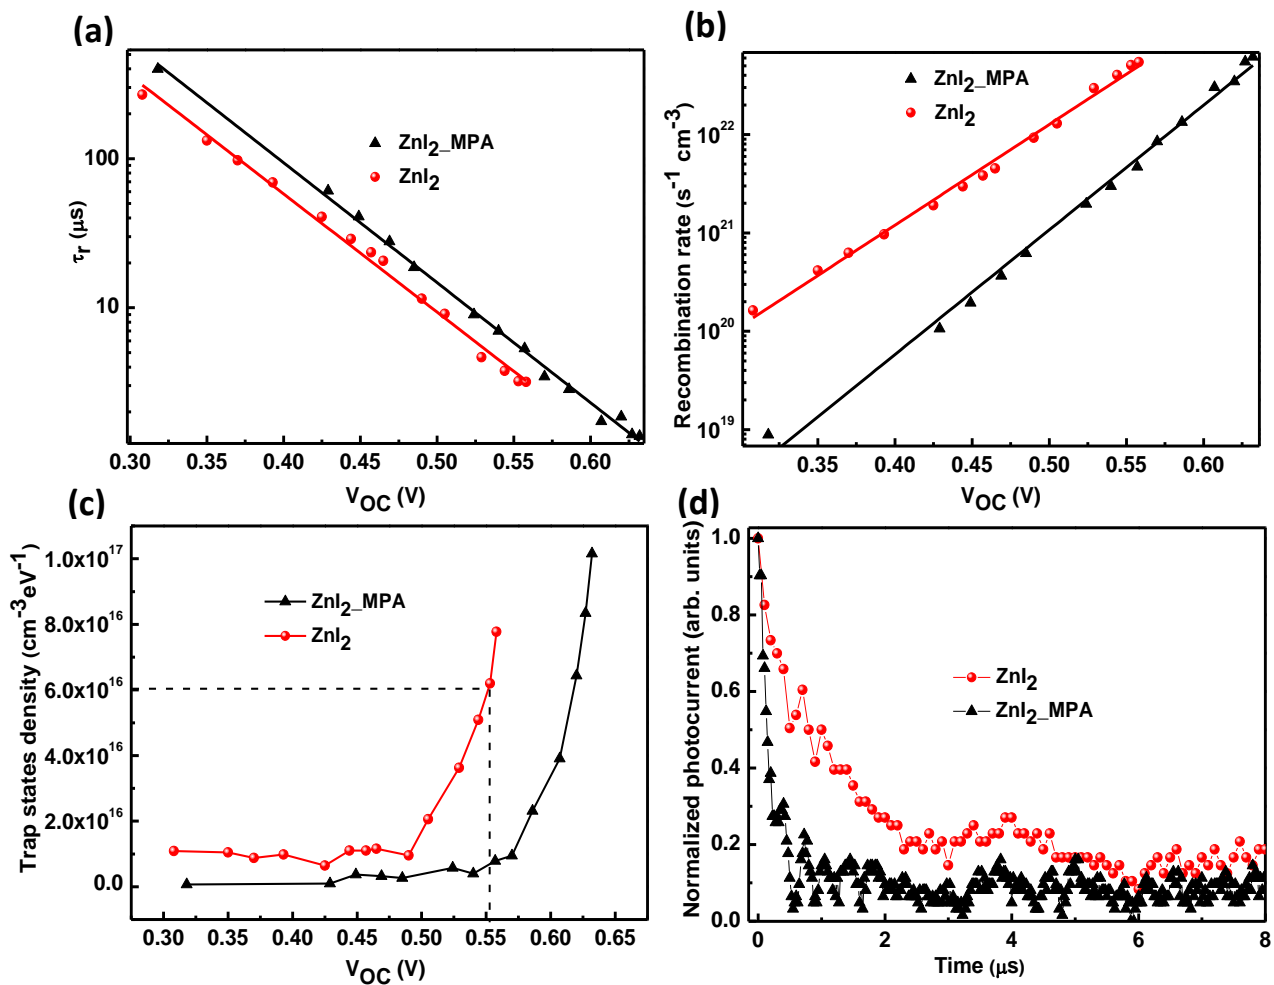 (a)
100
10
τr (μs)
ZnI2_MPA
ZnI2
0.30 0.35 0.40 0.45 0.50 0.55 0.60
VOC (V)
(b)
10^22
10^21
10^20
10^19
Recombination rate (s^-1 cm^-3)
ZnI2_MPA
ZnI2
0.35 0.40 0.45 0.50 0.55 0.60
VOC (V)
(c)
1.0x10^17
8.0x10^16
6.0x10^16
4.0x10^16
2.0x10^16
0.0
Trap states density (cm^-3eV^-1)
ZnI2_MPA
ZnI2
0.30 0.35 0.40 0.45 0.50 0.55 0.60 0.65
VOC (V)
(d)
1.0
0.8
0.6
0.4
0.2
0.0
Normalized photocurrent (arb. units)
ZnI2
ZnI2_MPA
0 2 4 6 8
Time (μs)